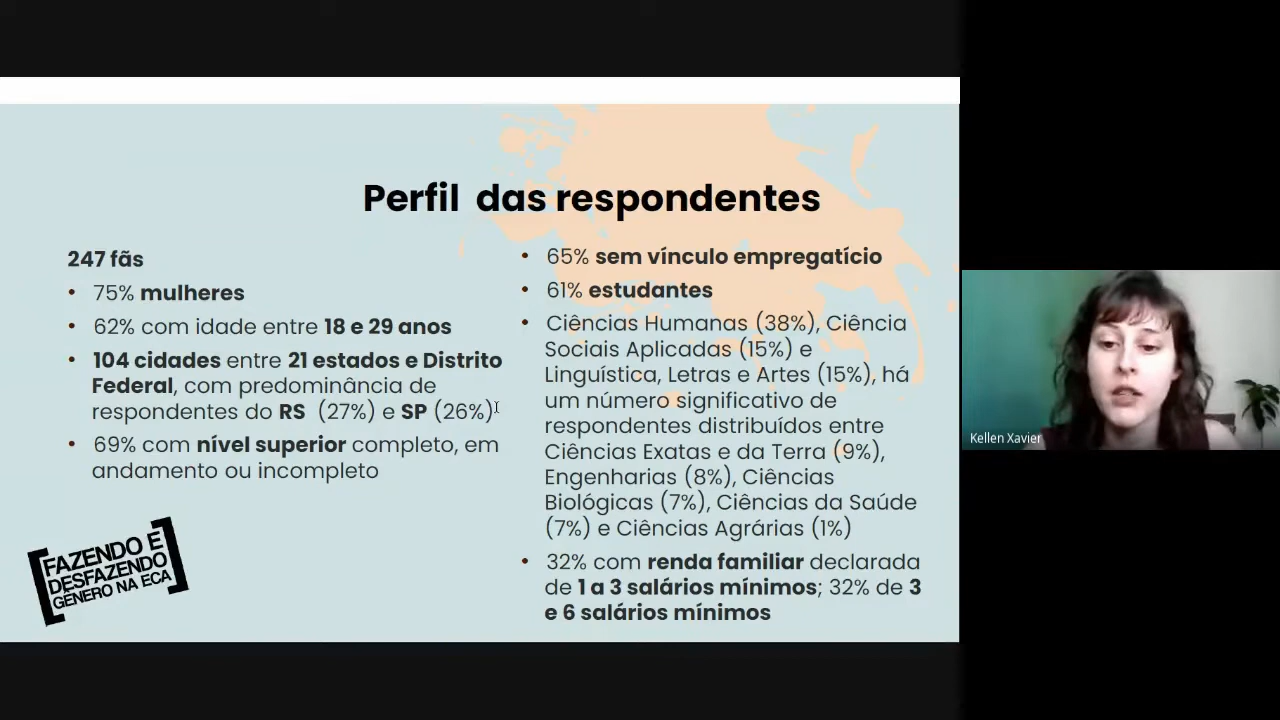 Perfil das respondentes
247 fãs
• 75% mulheres
• 62% com idade entre 18 e 29 anos
• 104 cidades entre 21 estados e Distrito
Federal, com predominância de
respondentes do RS (27%) e SP (26%)
• 69% com nível superior completo, em
andamento ou incompleto
• 65% sem vínculo empregatício
• 61% estudantes
• Ciências Humanas (38%), Ciência
Sociais Aplicadas (15%) e
Linguística, Letras e Artes (15%), há
um número significativo de
respondentes distribuídos entre
Ciências Exatas e da Terra (9%),
Engenharias (8%), Ciências
Biológicas (7%), Ciências da Saúde
(7%) e Ciências Agrárias (1%)
• 32% com renda familiar declarada
de 1 a 3 salários mínimos; 32% de 3
e 6 salários mínimos
FAZENDO E
DESFAZENDO
GÊNERO NA ECA
Kellen Xavier